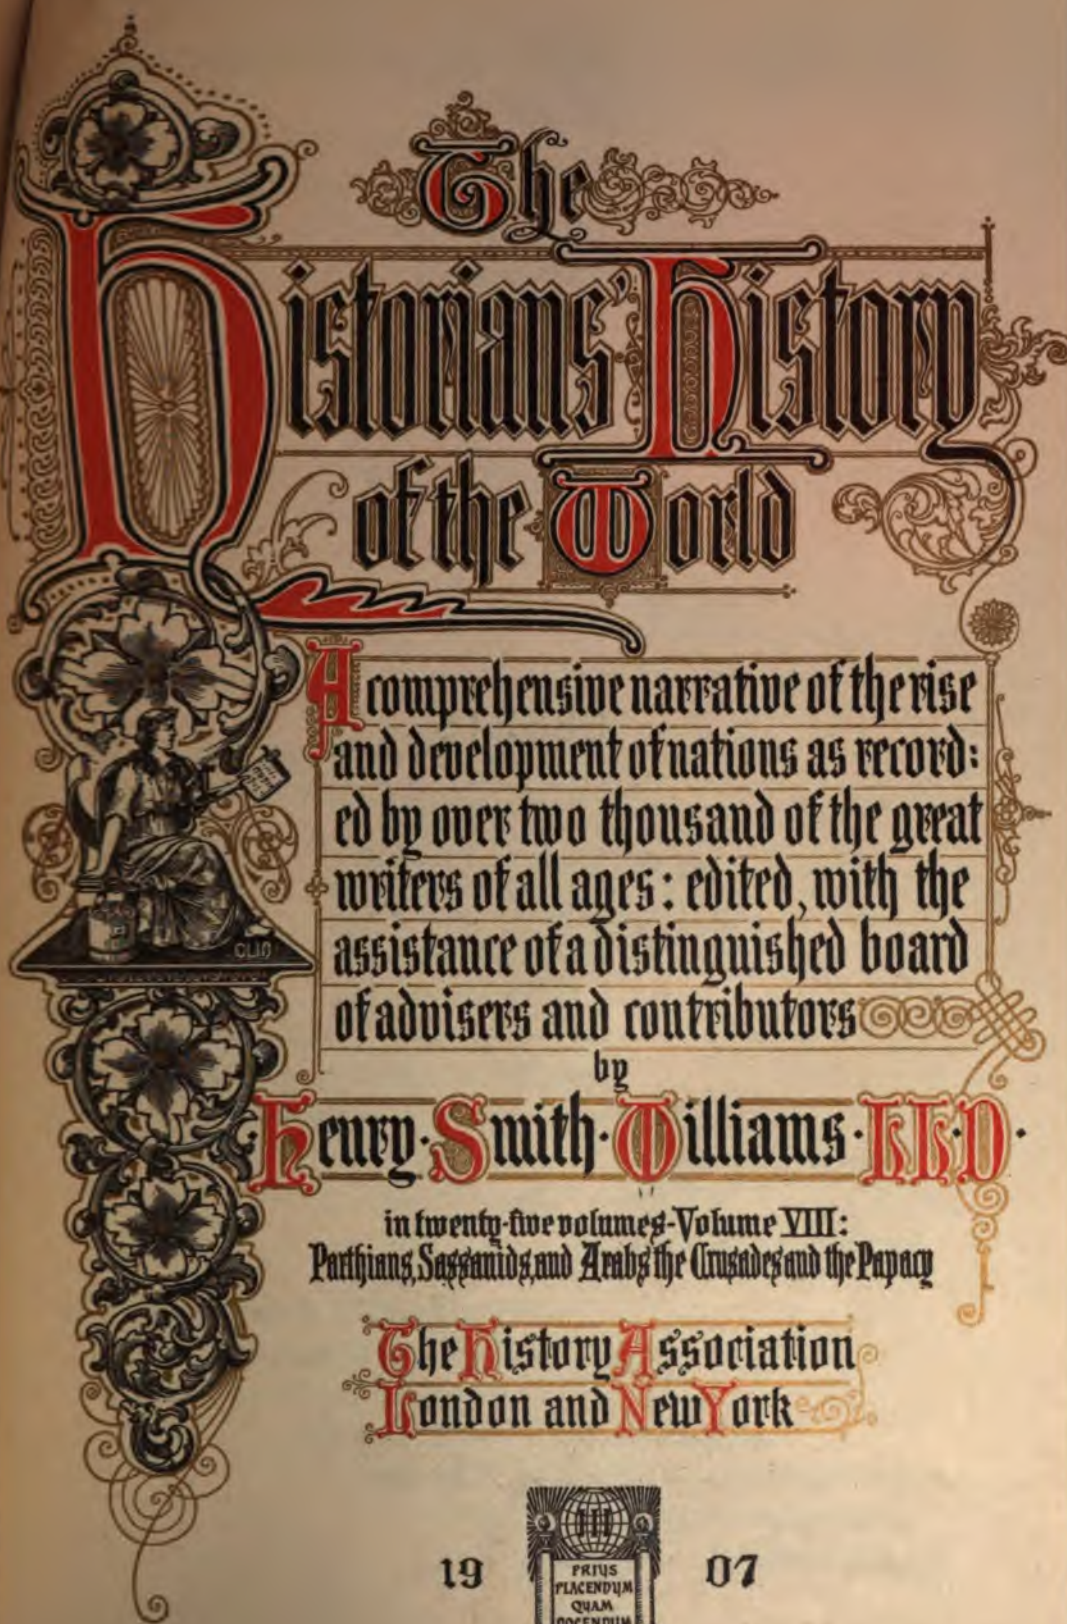 The
Historians' History
of the World
A comprehensive narrative of the rise
and development of nations as record:
ed by over two thousand of the great
writers of all ages: edited, with the
assistance of a distinguished board
of advisers and contributors
by
Henry · Smith · Williams · LL·D ·
in twenty-five volumes-Volume VIII:
Parthians, Sassanids, and Arabs the Crusades and the Papacy
The History Association
London and New York
CLIO
19 07
PRIUS
PLACENDUM
QUAM
DOCENDUM